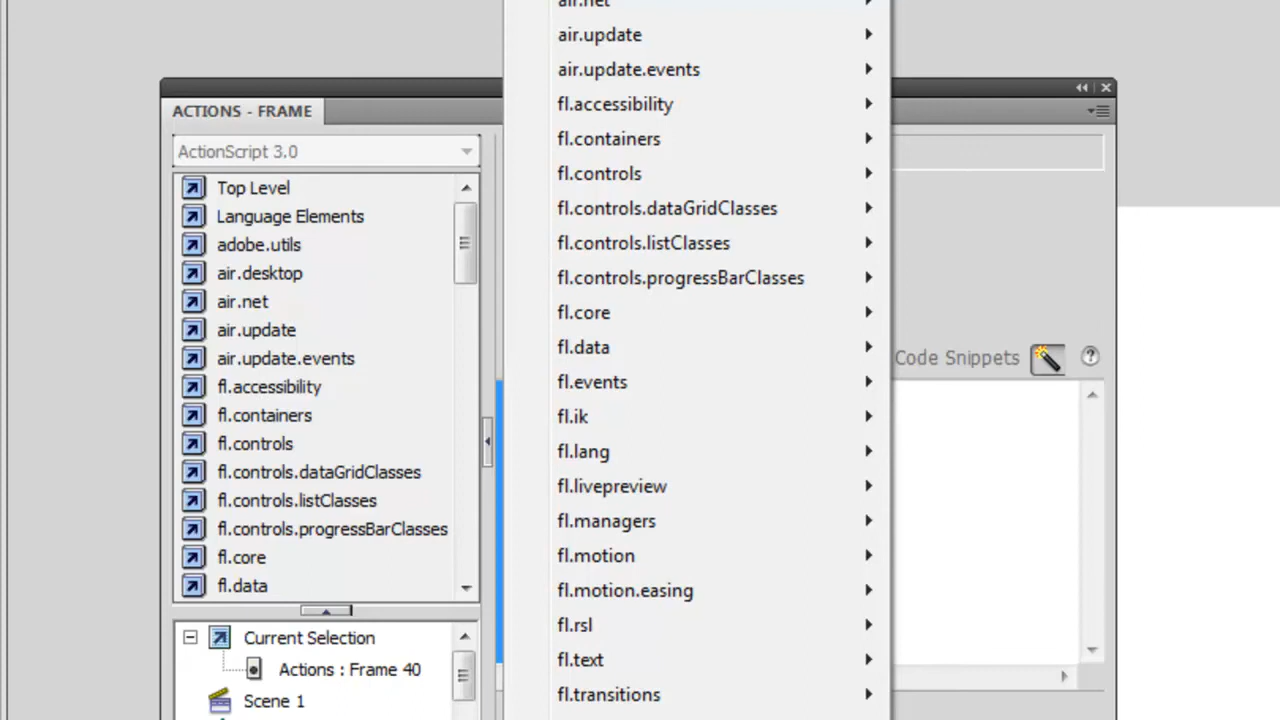 air.net
air.update
air.update.events
fl.accessibility
fl.containers
fl.controls
fl.controls.dataGridClasses
fl.controls.listClasses
fl.controls.progressBarClasses
fl.core
fl.data
fl.events
fl.ik
fl.lang
fl.livepreview
fl.managers
fl.motion
fl.motion.easing
fl.rsl
fl.text
fl.transitions
ACTIONS - FRAME
ActionScript 3.0
Top Level
Language Elements
adobe.utils
air.desktop
air.net
air.update
air.update.events
fl.accessibility
fl.containers
fl.controls
fl.controls.dataGridClasses
fl.controls.listClasses
fl.controls.progressBarClasses
fl.core
fl.data
Current Selection
Actions : Frame 40
Scene 1
Code Snippets